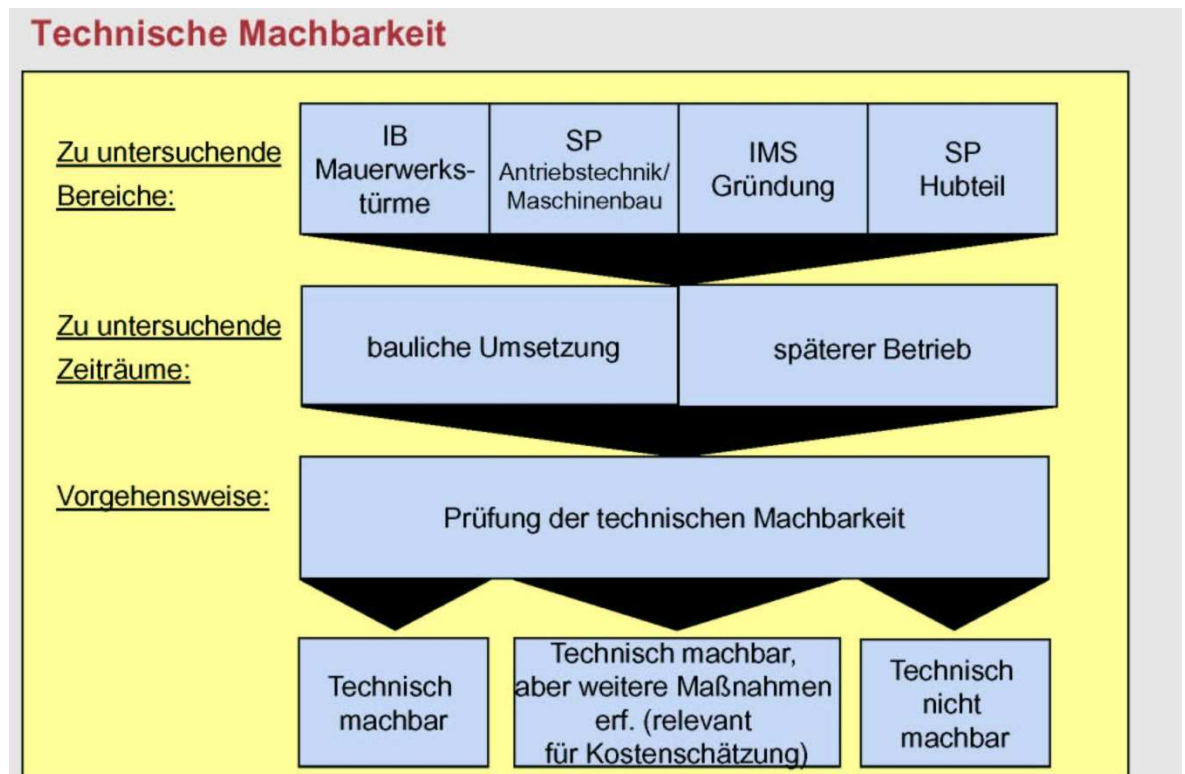 Technische Machbarkeit
Zu untersuchende
Bereiche:
IB
Mauerwerks-
türme
SP
Antriebstechnik/
Maschinenbau
IMS
Gründung
SP
Hubteil
Zu untersuchende
Zeiträume:
bauliche Umsetzung
späterer Betrieb
Vorgehensweise:
Prüfung der technischen Machbarkeit
Technisch
machbar
Technisch machbar,
aber weitere Maßnahmen
erf. (relevant
für Kostenschätzung)
Technisch
nicht
machbar